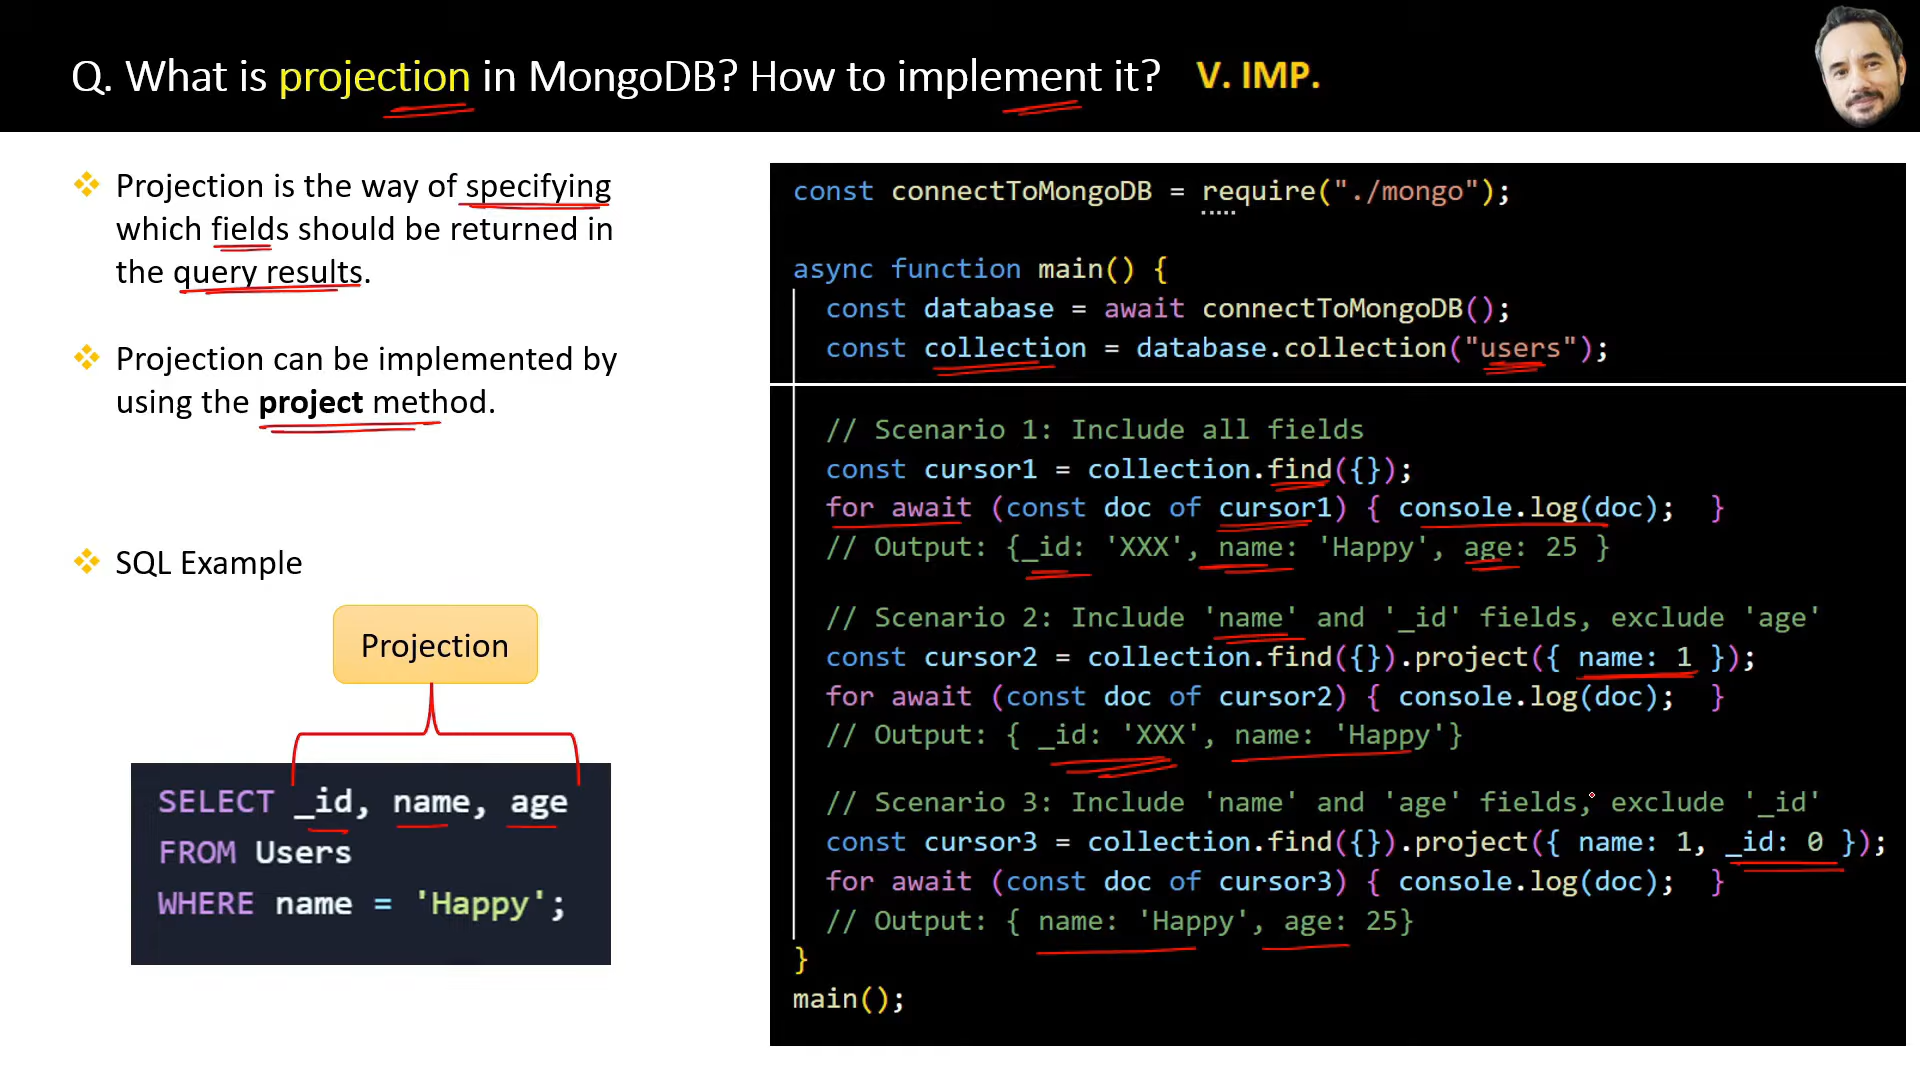 Q. What is projection in MongoDB? How to implement it? V. IMP.
Projection is the way of specifying
which fields should be returned in
the query results.
Projection can be implemented by
using the project method.
SQL Example
Projection
SELECT _id, name, age
FROM Users
WHERE name = 'Happy';
const connectToMongoDB = require("./mongo");
async function main() {
const database = await connectToMongoDB();
const collection = database.collection("users");
// Scenario 1: Include all fields
const cursor1 = collection.find({});
for await (const doc of cursor1) { console.log(doc);  }
// Output: {_id: 'XXX', name: 'Happy', age: 25 }
// Scenario 2: Include 'name' and '_id' fields, exclude 'age'
const cursor2 = collection.find({}).project({ name: 1 });
for await (const doc of cursor2) { console.log(doc);  }
// Output: { _id: 'XXX', name: 'Happy'}
// Scenario 3: Include 'name' and 'age' fields, exclude '_id'
const cursor3 = collection.find({}).project({ name: 1, _id: 0 });
for await (const doc of cursor3) { console.log(doc);  }
// Output: { name: 'Happy', age: 25}
}
main();